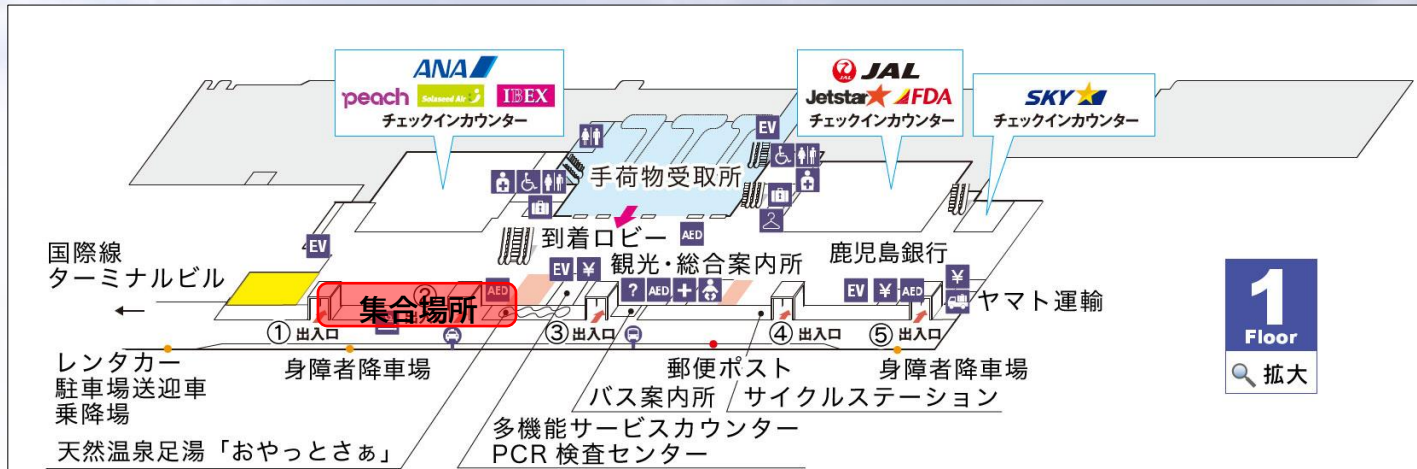 ANA
peach Solaseed Air IBEX
チェックインカウンター
JAL
Jetstar FDA
チェックインカウンター
SKY
チェックインカウンター
EV
手荷物受取所
到着ロビー AED
国際線
ターミナルビル
EV
EV ¥
観光・総合案内所
? AED
鹿児島銀行
EV ¥ AED
¥
ヤマト運輸
集合場所
②
AED
① 出入口
③ 出入口
④ 出入口
⑤ 出入口
レンタカー
駐車場送迎車
乗降場
身障者降車場
郵便ポスト
身障者降車場
バス案内所
サイクルステーション
多機能サービスカウンター
PCR 検査センター
天然温泉足湯「おやっとさぁ」
1
Floor
拡大